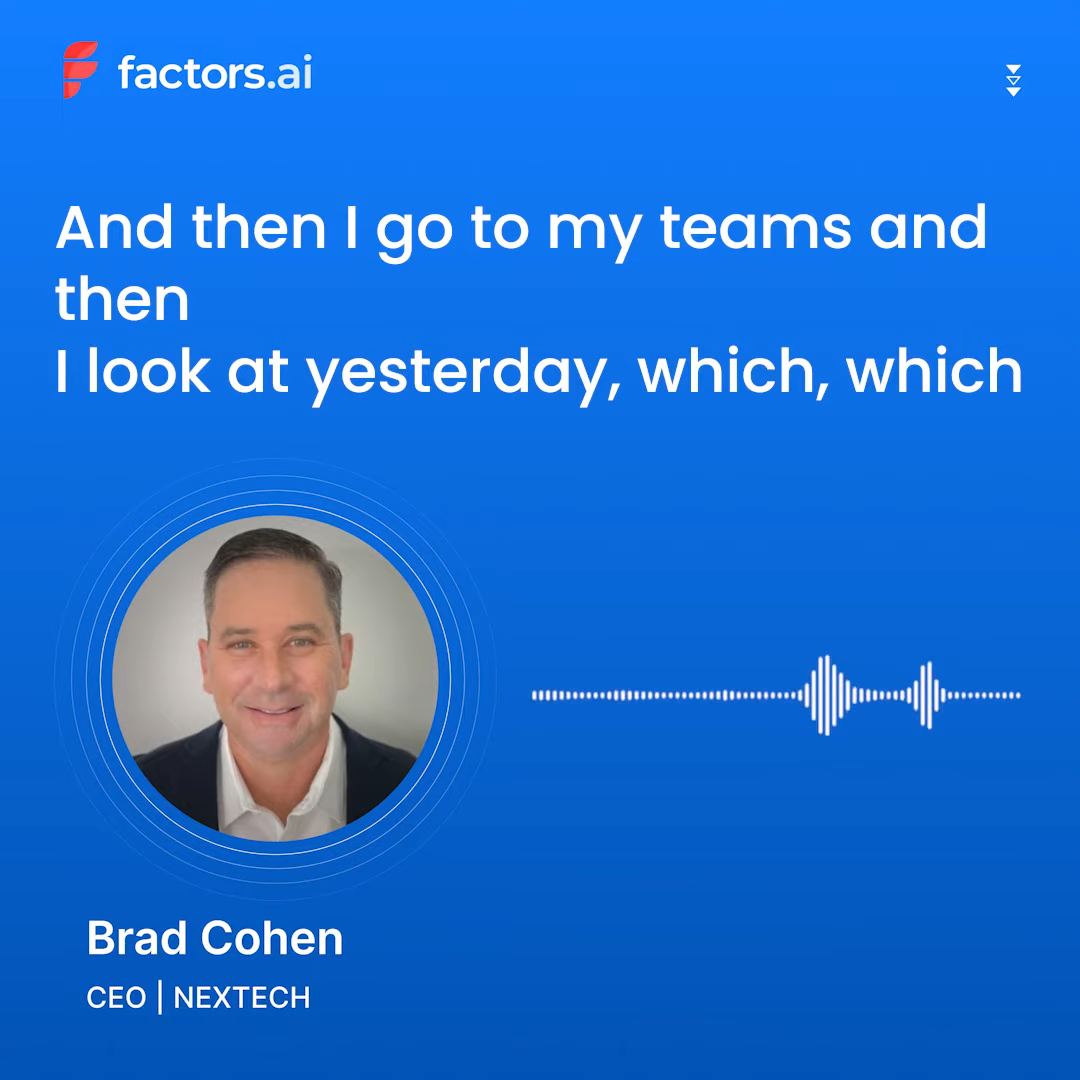 factors.ai
And then I go to my teams and
then
I look at yesterday, which, which
Brad Cohen
CEO | NEXTECH